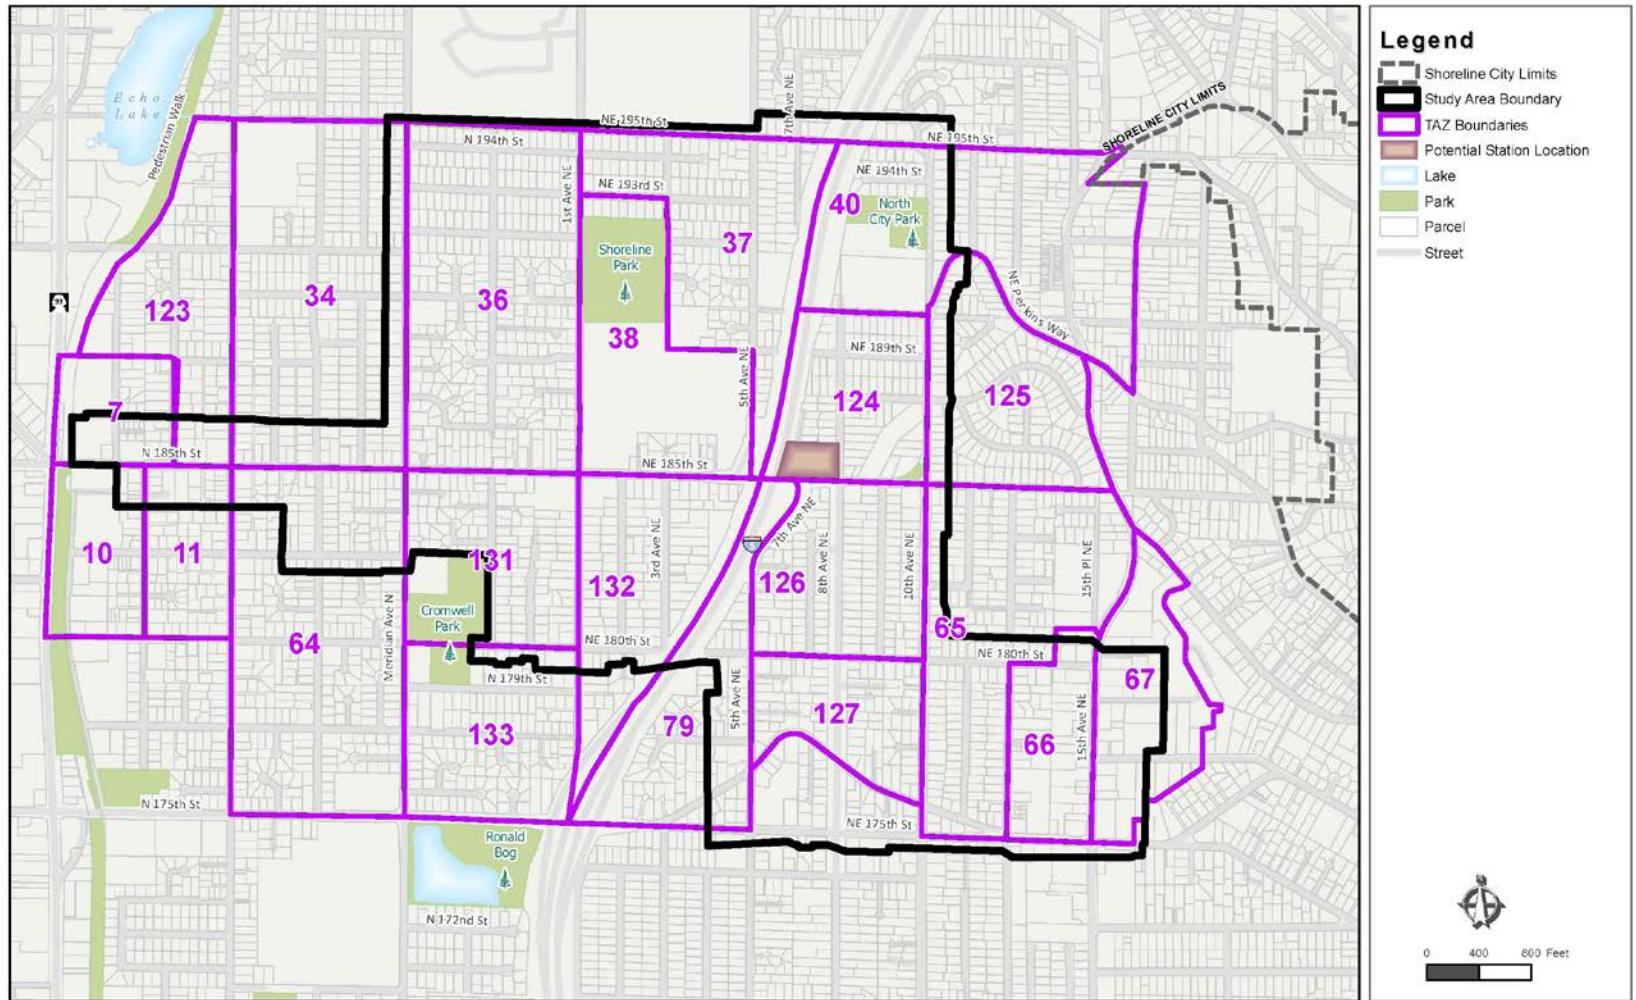 Echo
Lake
Pedestrian Walk
7th Ave NE
NE 195th St
NE 195th St
SHORELINE CITY LIMITS
N 194th St
1st Ave NE
NE 193rd St
NE 194th St
40
North
City Park
37
Shoreline
Park
99
123
34
36
38
NE Perkins Way
NE 189th St
5th Ave NE
124
125
7
N 185th St
NE 185th St
7th Ave NE
10
11
131
132
3rd Ave NE
126
8th Ave NE
10th Ave NE
15th Pl NE
Cromwell
Park
Meridian Ave N
64
NE 180th St
65
NE 180th St
67
N 179th St
133
79
5th Ave NE
127
66
15th Ave NE
N 175th St
NE 175th St
Ronald
Bog
N 172nd St
Legend
Shoreline City Limits
Study Area Boundary
TAZ Boundaries
Potential Station Location
Lake
Park
Parcel
Street
0 400 800 Feet